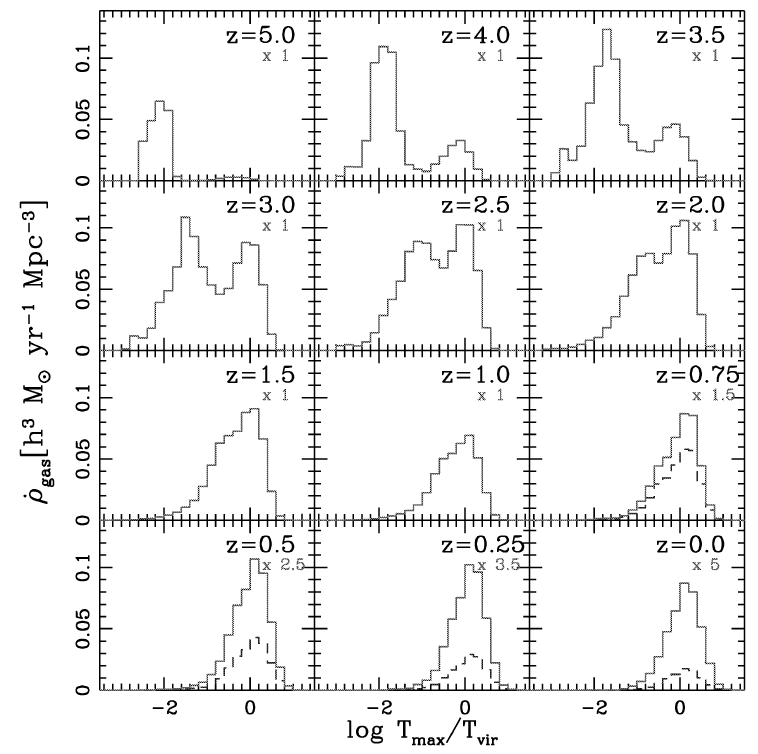 z=5.0 z=4.0 z=3.5
x 1 x 1 x 1
0.1
0.05
0
z=3.0 z=2.5 z=2.0
x 1 x 1 x 1
0.1
0.05
0
ρ̇gas[h³ M⊙ yr⁻¹ Mpc⁻³]
z=1.5 z=1.0 z=0.75
x 1 x 1 x 1.5
0.1
0.05
0
z=0.5 z=0.25 z=0.0
x 2.5 x 3.5 x 5
0.1
0.05
0
−2 0 −2 0 −2 0
log Tmax/Tvir